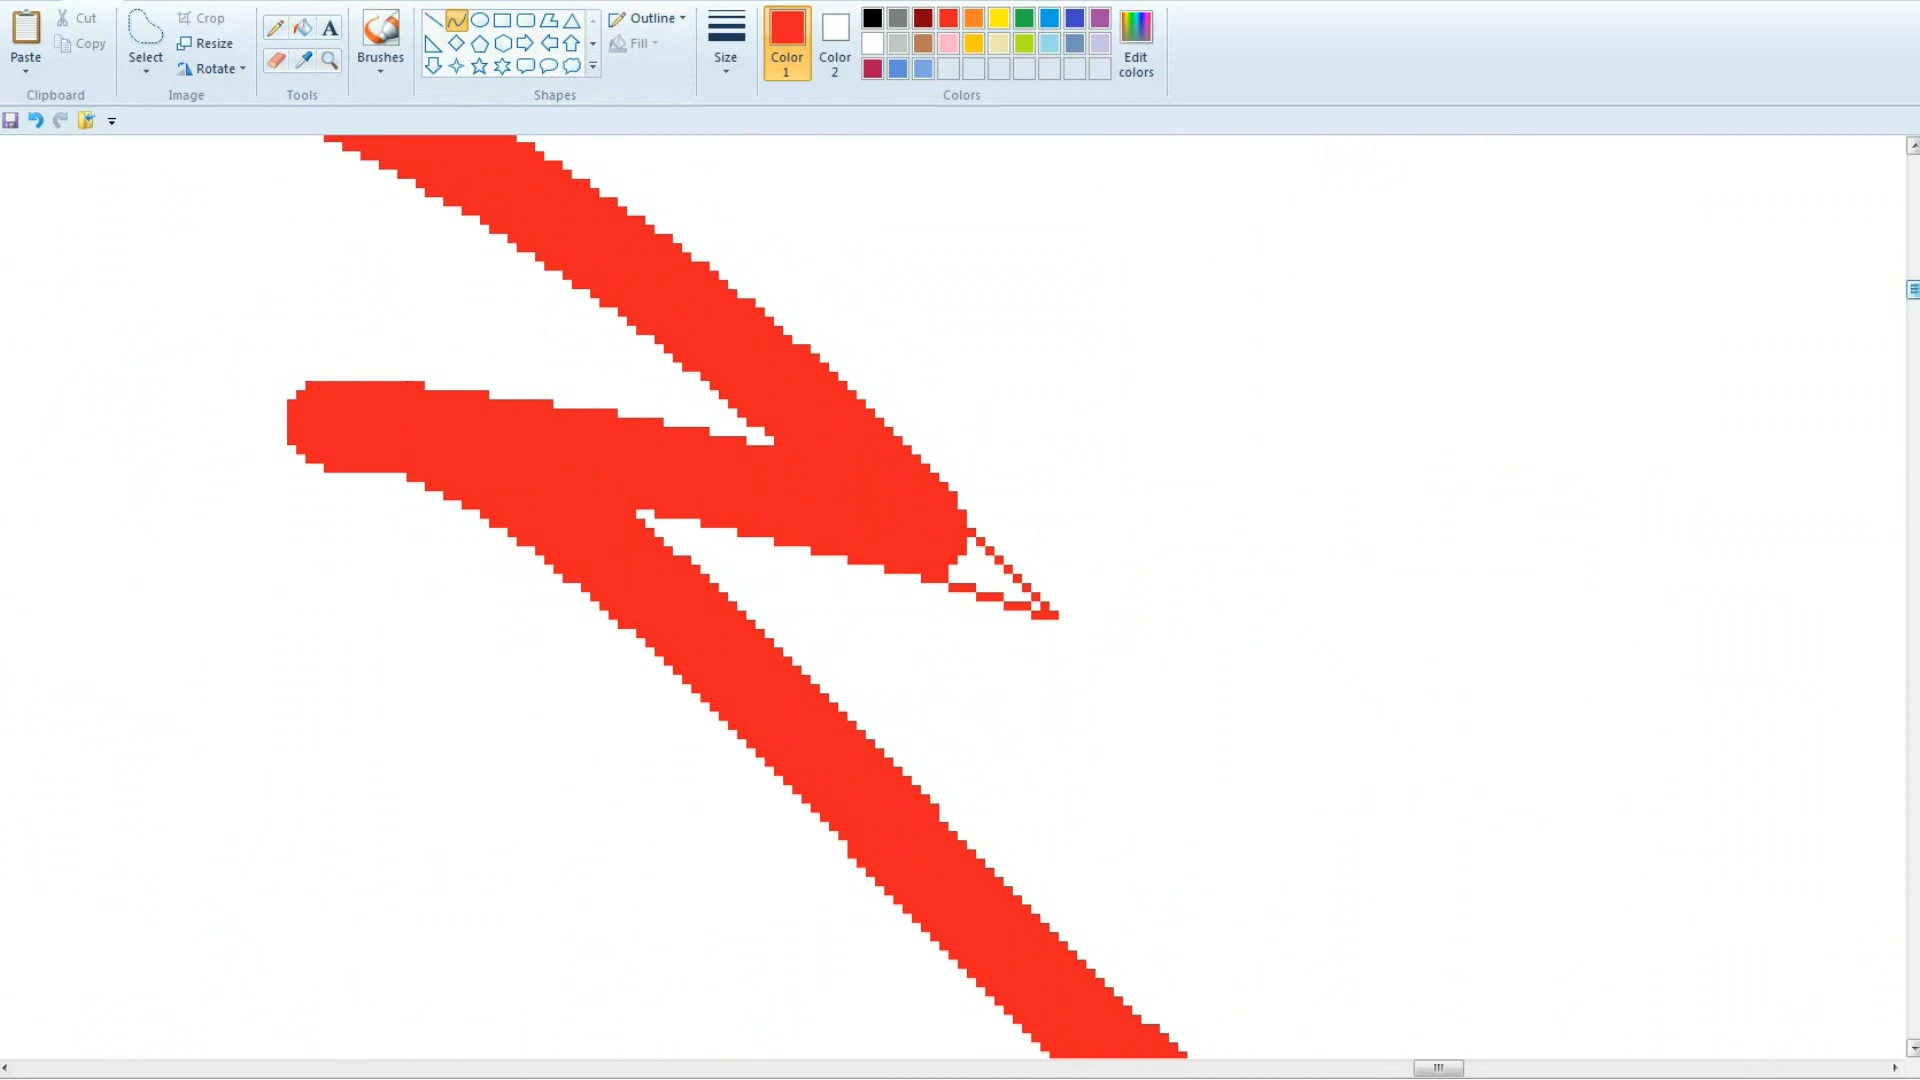 Cut
Copy
Paste
Clipboard
Crop
Resize
Rotate
Select
Image
A
Tools
Brushes
Outline
Fill
Shapes
Size
Color
1
Color
2
Edit
colors
Colors